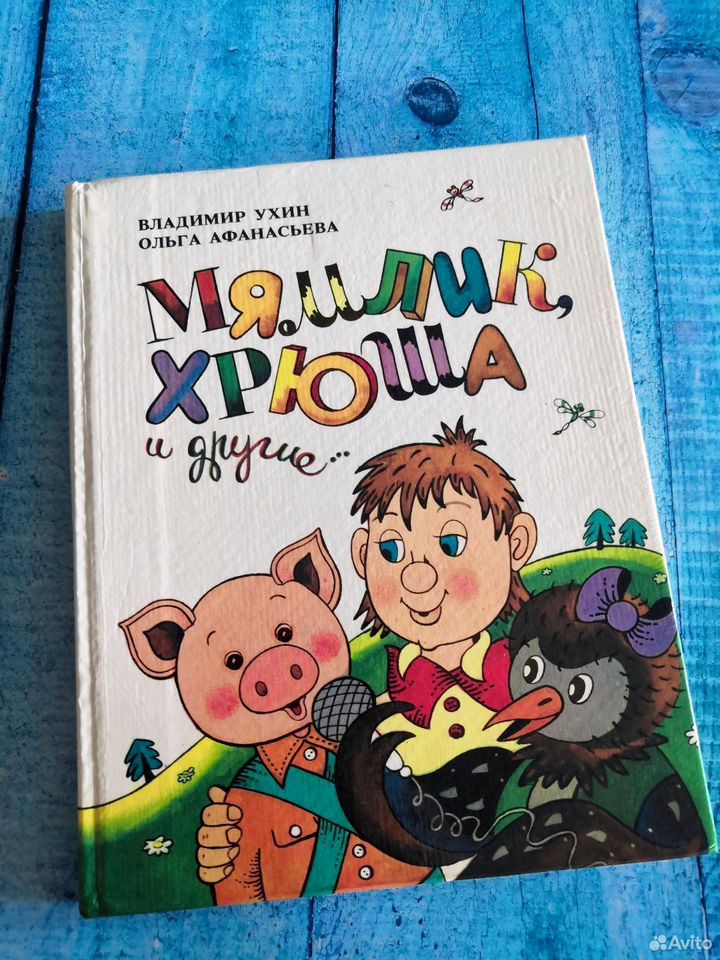 ВЛАДИМИР УХИН
ОЛЬГА АФАНАСЬЕВА
МЯМЛИК,
ХРЮША
и другие...
Avito